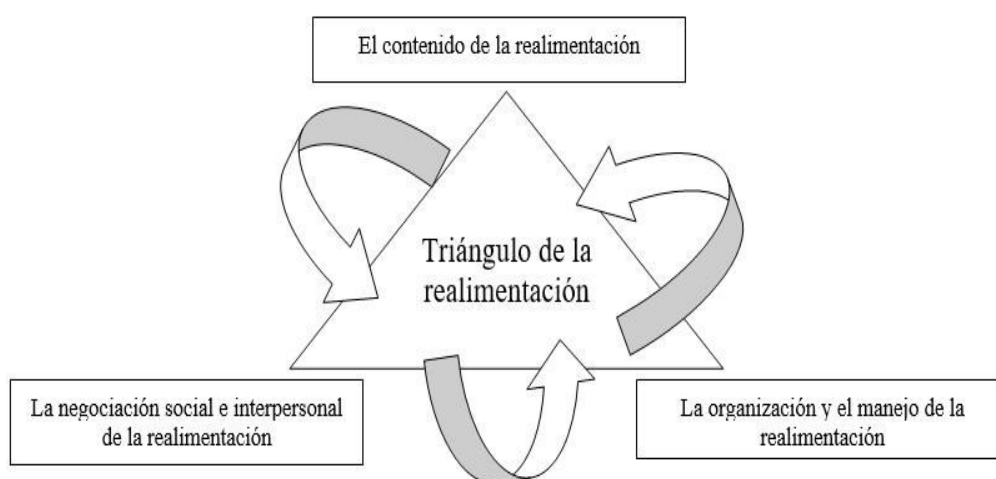 El contenido de la realimentación
Triángulo de la
realimentación
La negociación social e interpersonal
de la realimentación
La organización y el manejo de la
realimentación